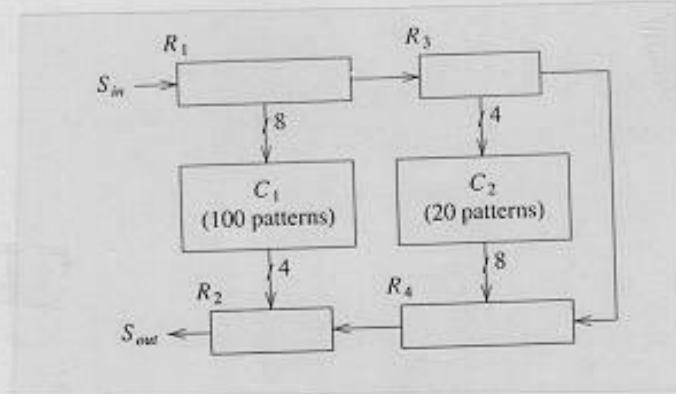 R1
R3
Sin
8
4
C1
(100 patterns)
C2
(20 patterns)
4
8
R2
R4
Sout